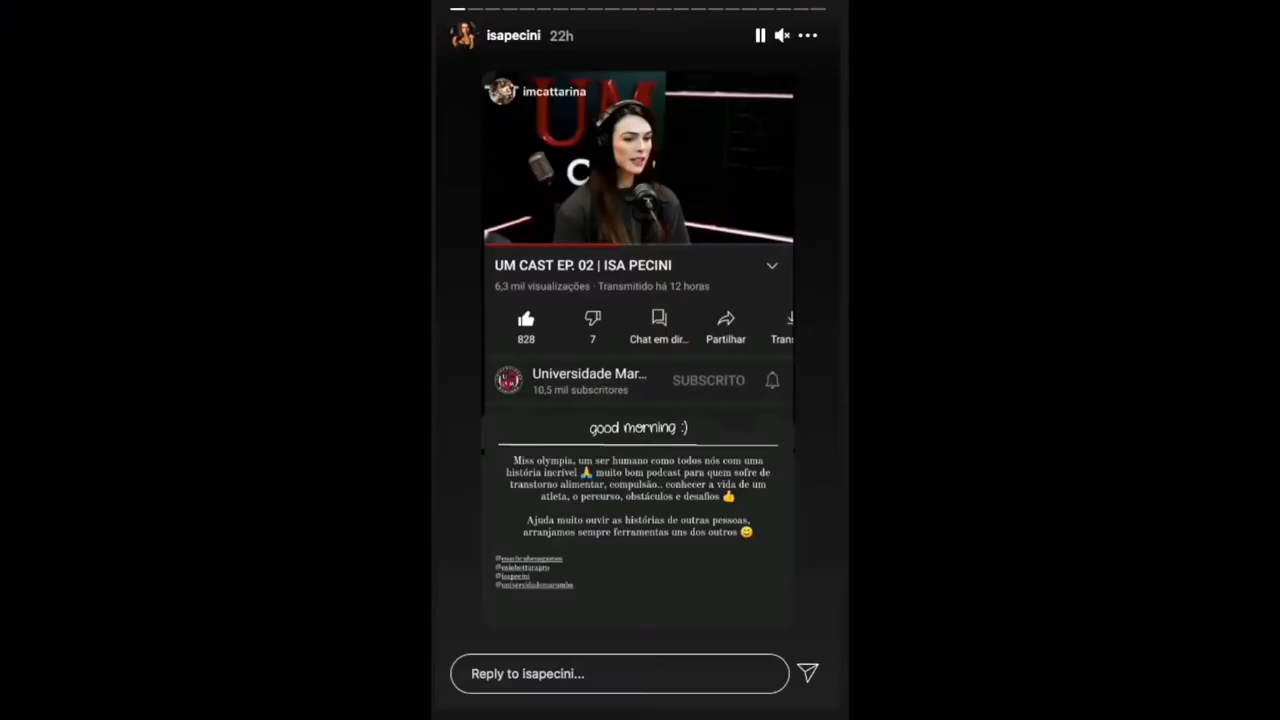 isapecini 22h
imcattarina
UM
C
UM CAST EP. 02 | ISA PECINI
6,3 mil visualizações · Transmitido há 12 horas
828
7
Chat em dir...
Partilhar
Trans
Universidade Mar...
10,5 mil subscritores
SUBSCRITO
good morning :)
Miss olympia, um ser humano como todos nós com uma
história incrível 🙏 muito bom podcast para quem sofre de
transtorno alimentar, compulsão.. conhecer a vida de um
atleta, o percurso, obstáculos e desafios 👍
Ajuda muito ouvir as histórias de outras pessoas,
arranjamos sempre ferramentas uns dos outros 😊
@isapecini
@universidademaromba
Reply to isapecini...